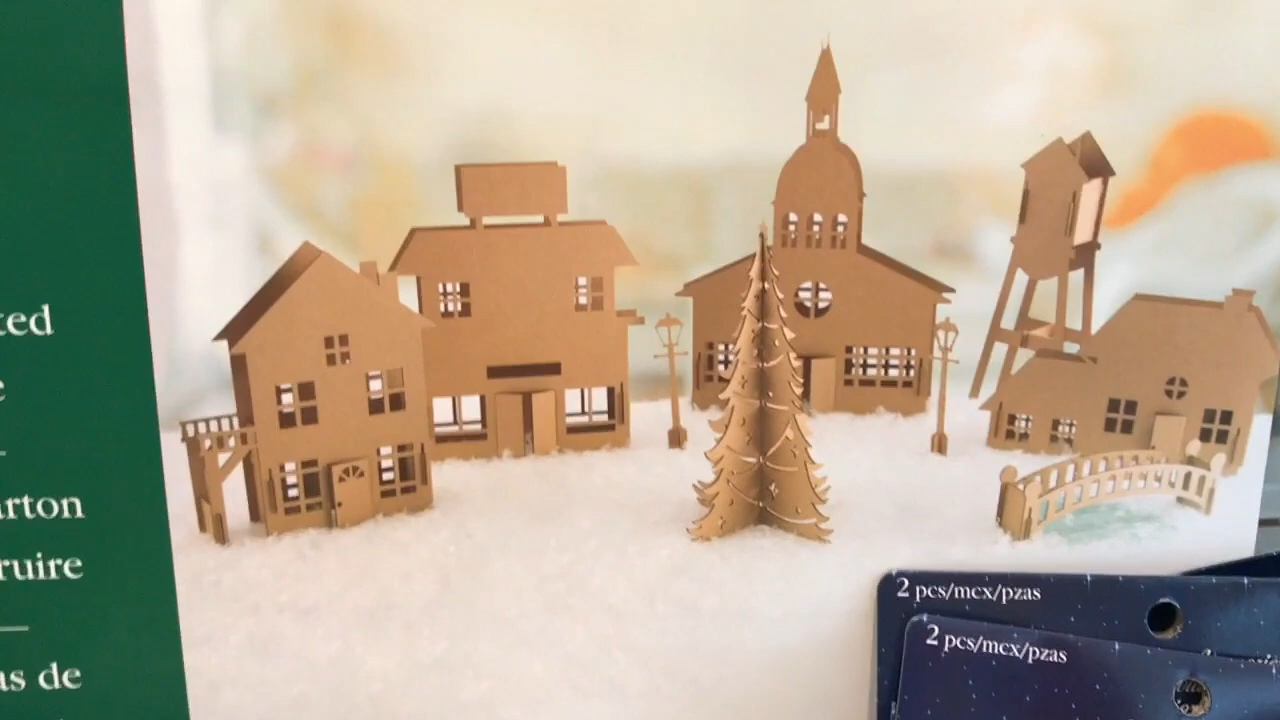 ted
e
arton
ruire
as de
2 pcs/mcx/pzas
2 pcs/mcx/pzas